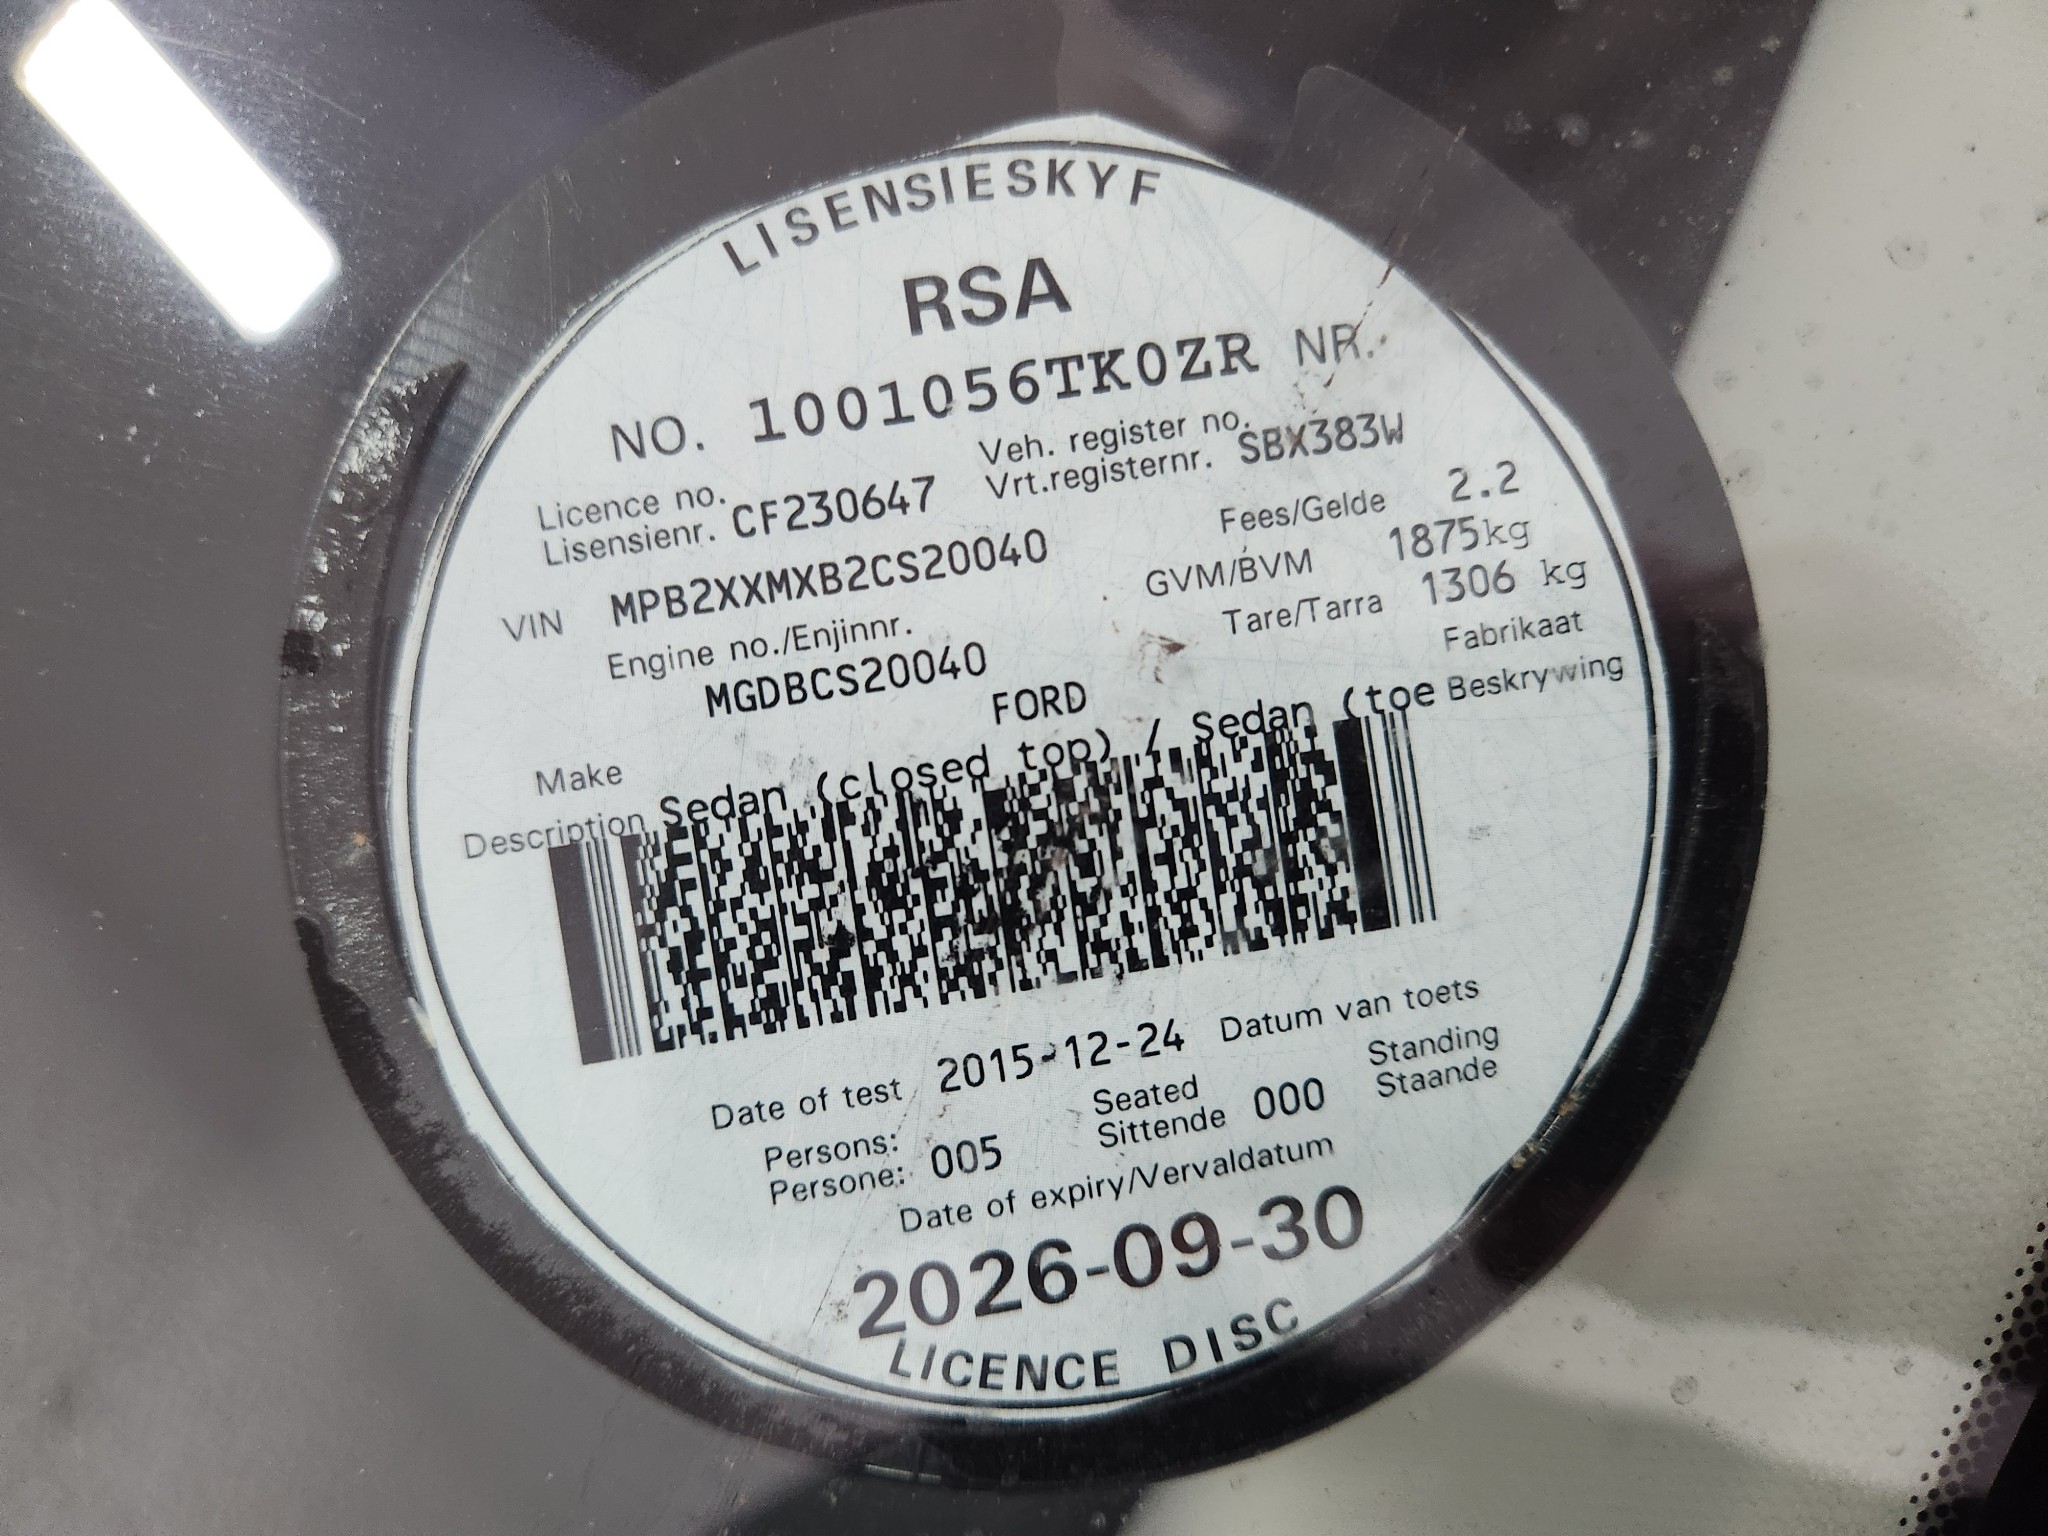 LISENSIESKYF
RSA
NO. 1001056TK0ZR NR.
Licence no. Veh. register no.
Lisensienr. CF230647 Vrt.registernr. SBX383W
VIN MPB2XXMXB2CS20040 Fees/Gelde 2.2
Engine no./Enjinnr. GVM/BVM 1875kg
MGDBCS20040 Tare/Tarra 1306 kg
Make FORD Fabrikaat
Description Sedan (closed top) / Sedan (toe Beskrywing
Date of test 2015-12-24 Datum van toets
Persons: Seated Standing
Persone: 005 Sittende 000 Staande
Date of expiry/Vervaldatum
2026-09-30
LICENCE DISC